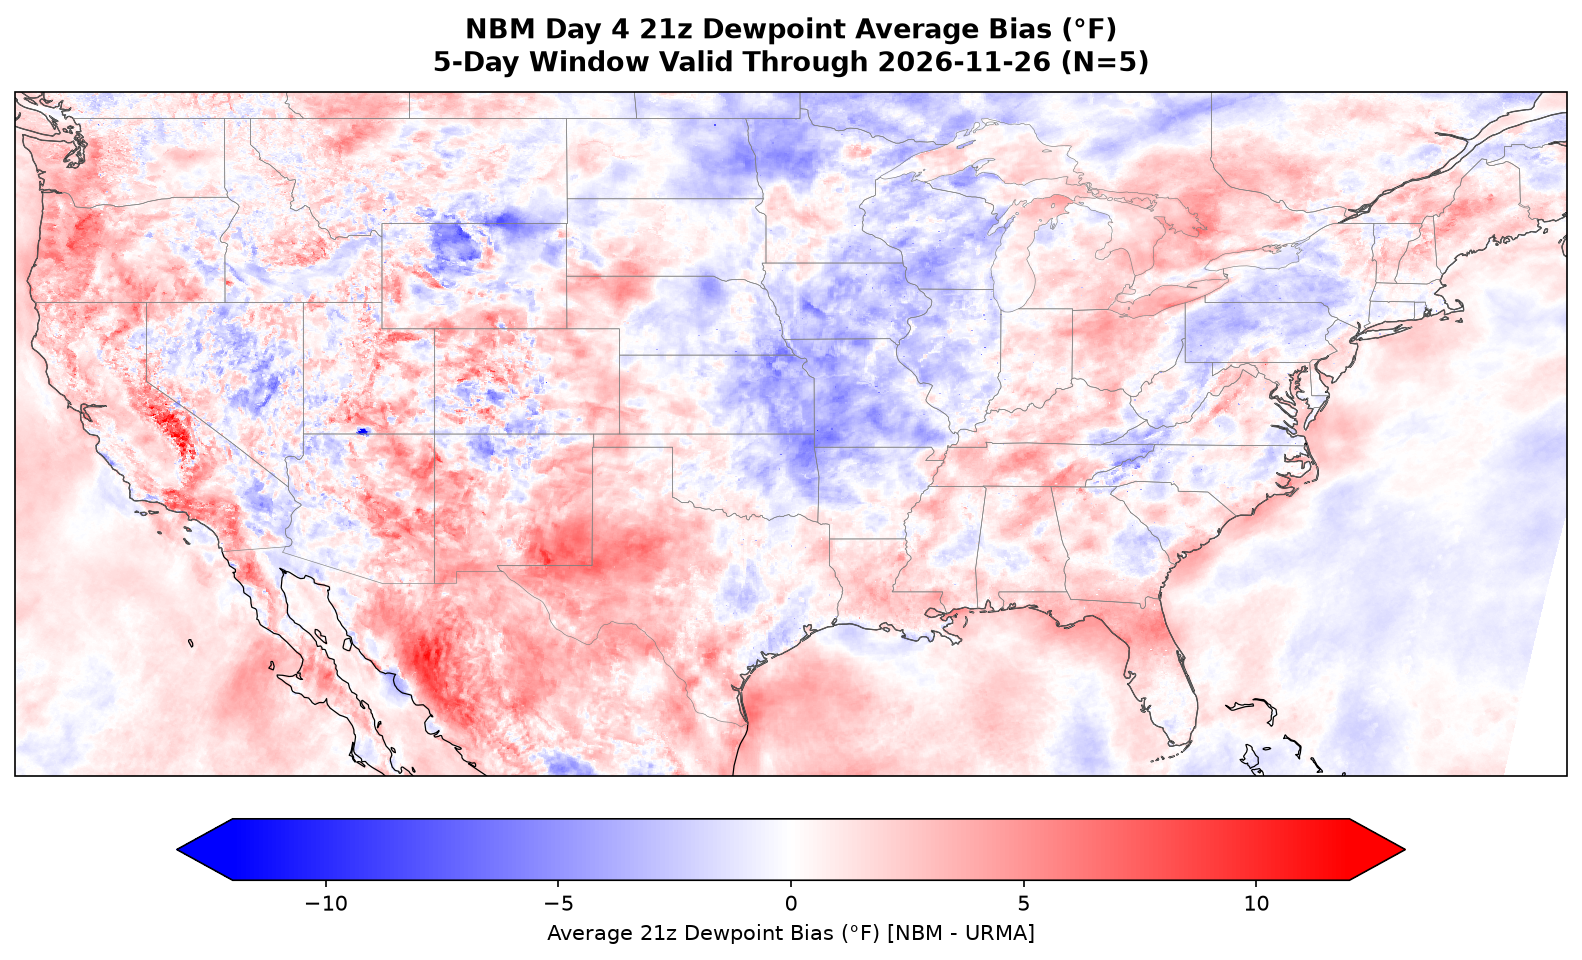 NBM Day 4 21z Dewpoint Average Bias (°F)
5-Day Window Valid Through 2026-11-26 (N=5)
−10 −5 0 5 10
Average 21z Dewpoint Bias (°F) [NBM - URMA]